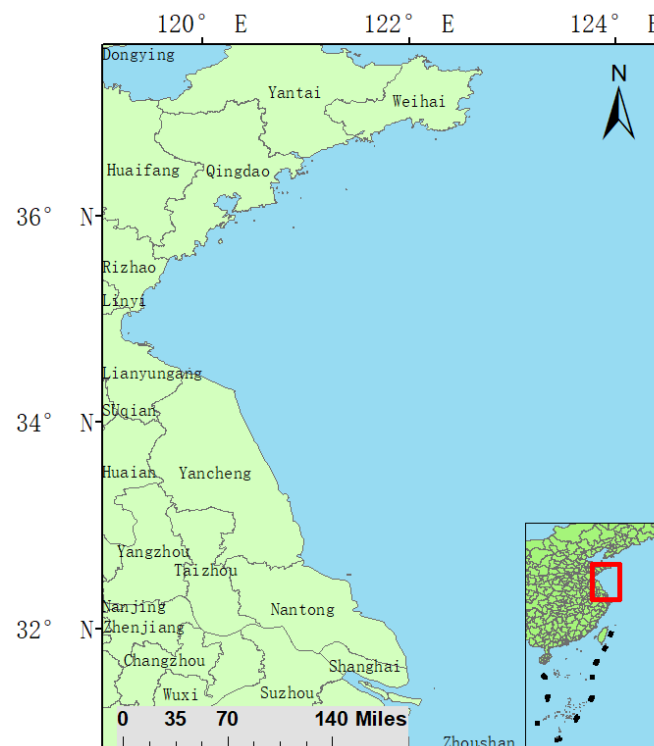 120° E 122° E 124° E
Dongying
N
Yantai
Weihai
Huaifang Qingdao
36° N
Rizhao
Linyi
Lianyungang
SUqian
34° N
Huaian Yancheng
Yangzhou
Taizhou
Nanjing
Nantong
Zhenjiang
32° N
Changzhou
Shanghai
Wuxi Suzhou
0 35 70 140 Miles
Zhoushan